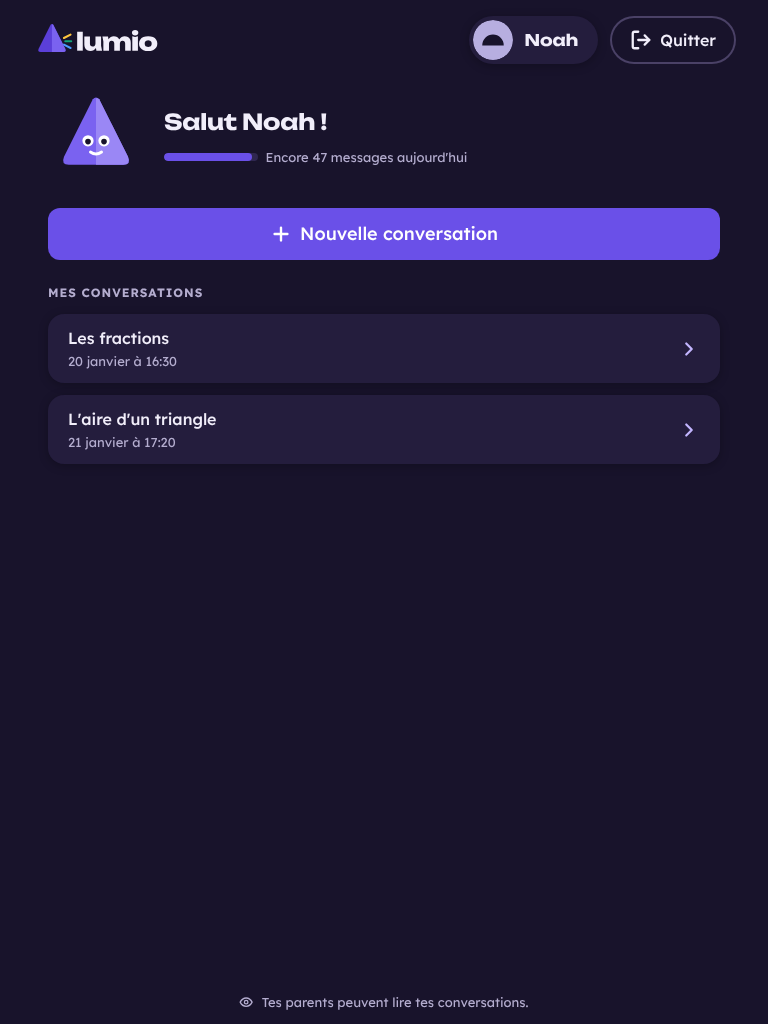 lumio
Noah
Quitter
Salut Noah !
Encore 47 messages aujourd'hui
Nouvelle conversation
MES CONVERSATIONS
Les fractions
20 janvier à 16:30
L'aire d'un triangle
21 janvier à 17:20
Tes parents peuvent lire tes conversations.